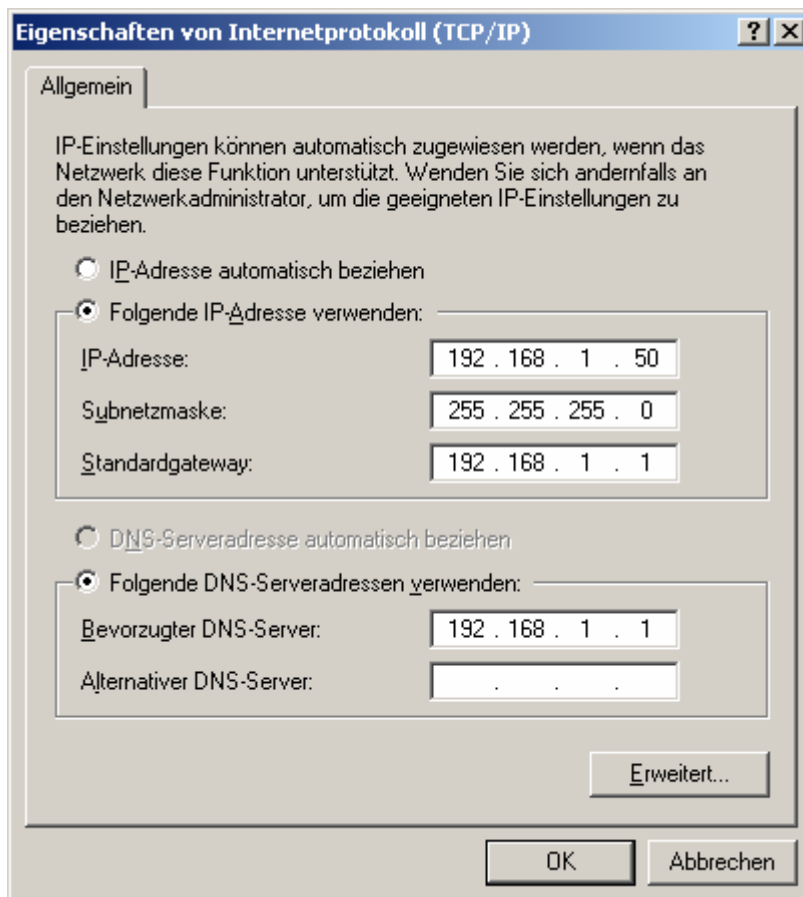 Eigenschaften von Internetprotokoll (TCP/IP)
Allgemein
IP-Einstellungen können automatisch zugewiesen werden, wenn das
Netzwerk diese Funktion unterstützt. Wenden Sie sich andernfalls an
den Netzwerkadministrator, um die geeigneten IP-Einstellungen zu
beziehen.
IP-Adresse automatisch beziehen
Folgende IP-Adresse verwenden:
IP-Adresse: 192 . 168 . 1 . 50
Subnetzmaske: 255 . 255 . 255 . 0
Standardgateway: 192 . 168 . 1 . 1
DNS-Serveradresse automatisch beziehen
Folgende DNS-Serveradressen verwenden:
Bevorzugter DNS-Server: 192 . 168 . 1 . 1
Alternativer DNS-Server: . . .
Erweitert...
OK Abbrechen